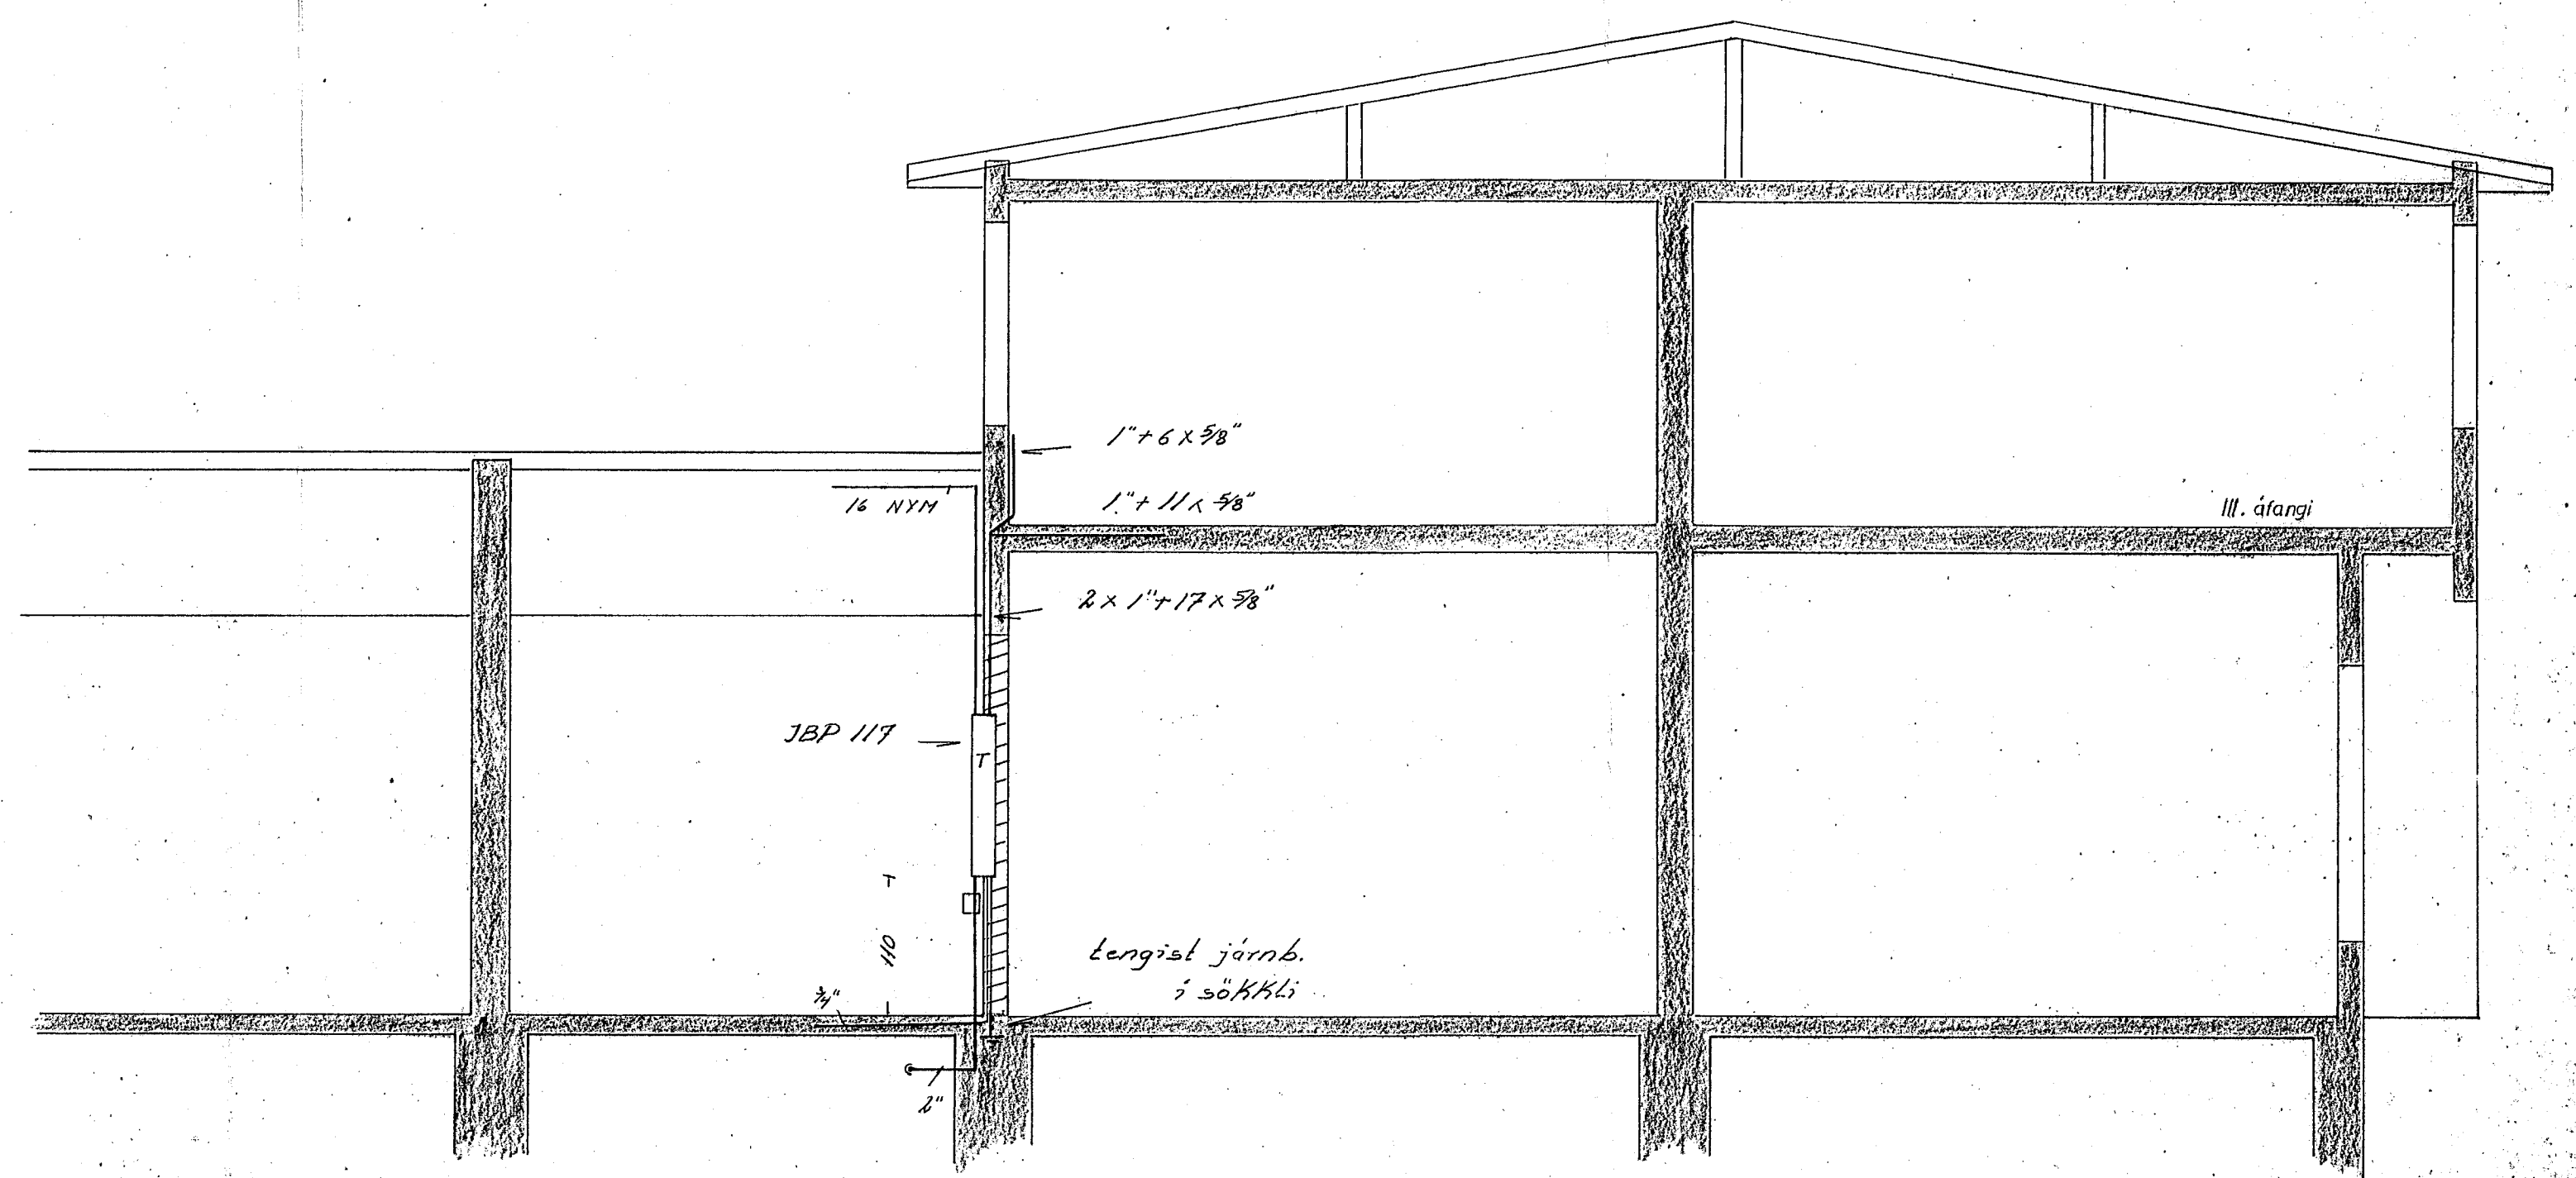 1" + 6 x 5/8"
16 NYM
1" + 11 x 5/8"
III. áfangi
2 x 1" + 17 x 5/8"
JBP 117
T
110
tengist járnb.
í sökkli
3/4"
2"